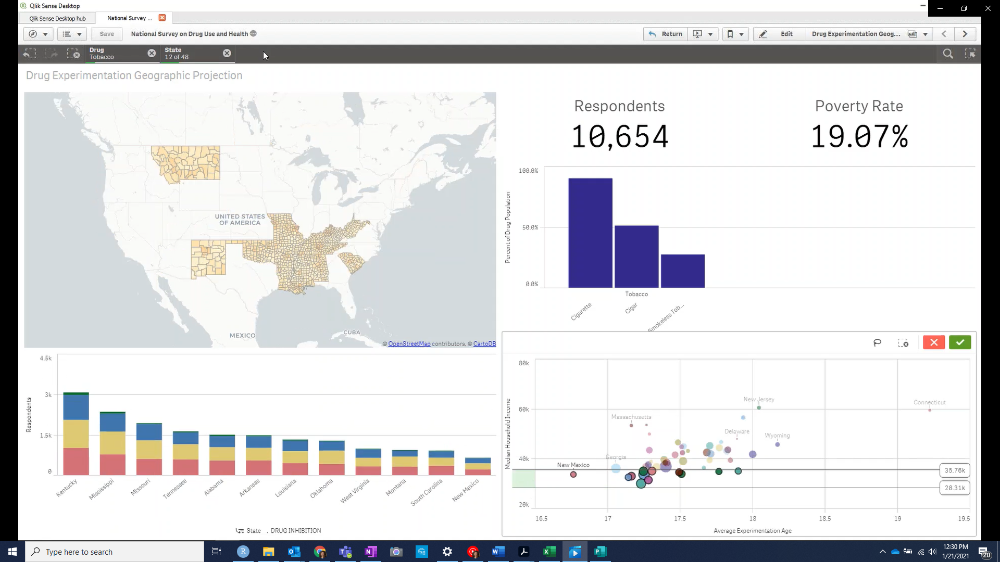 Qlik Sense Desktop
Qlik Sense Desktop hub
National Survey ...
Save
National Survey on Drug Use and Health
Return
Edit
Drug Experimentation Geog...
Drug
Tobacco
State
12 of 48
Drug Experimentation Geographic Projection
UNITED STATES
OF AMERICA
MEXICO
CUBA
© OpenStreetMap contributors, © CartoDB
Respondents
10,654
Poverty Rate
19.07%
Percent of Drug Population
100.0%
50.0%
0.0%
Tobacco
Cigarette
Cigar
Smokeless Tob...
Respondents
4.5k
3k
1.5k
0
Kentucky
Mississippi
Missouri
Tennessee
Alabama
Arkansas
Louisiana
Oklahoma
West Virginia
Montana
South Carolina
New Mexico
State , DRUG INHIBITION
Median Household Income
80k
60k
40k
20k
New Jersey
Connecticut
Massachusetts
Delaware
Wyoming
Georgia
New Mexico
35.76k
28.31k
16.5
17
17.5
18
18.5
19
19.5
Average Experimentation Age
Type here to search
12:30 PM
1/21/2021
20